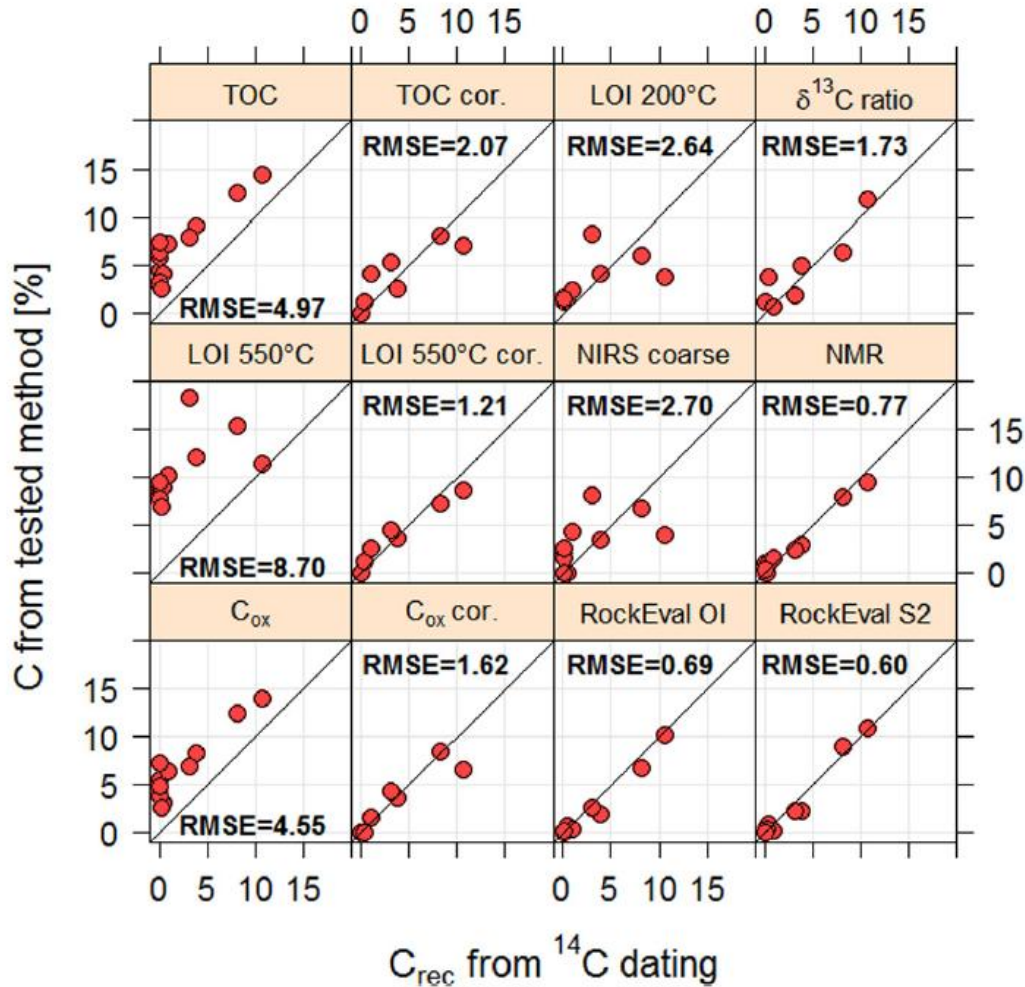 0 5 10 15 0 5 10 15
TOC TOC cor. LOI 200°C δ¹³C ratio
RMSE=2.07 RMSE=2.64 RMSE=1.73
15
10
5
0
RMSE=4.97
LOI 550°C LOI 550°C cor. NIRS coarse NMR
RMSE=1.21 RMSE=2.70 RMSE=0.77
15
10
5
0
RMSE=8.70
C_ox C_ox cor. RockEval OI RockEval S2
RMSE=1.62 RMSE=0.69 RMSE=0.60
15
10
5
0
RMSE=4.55
0 5 10 15 0 5 10 15
C_rec from ¹⁴C dating
C from tested method [%]